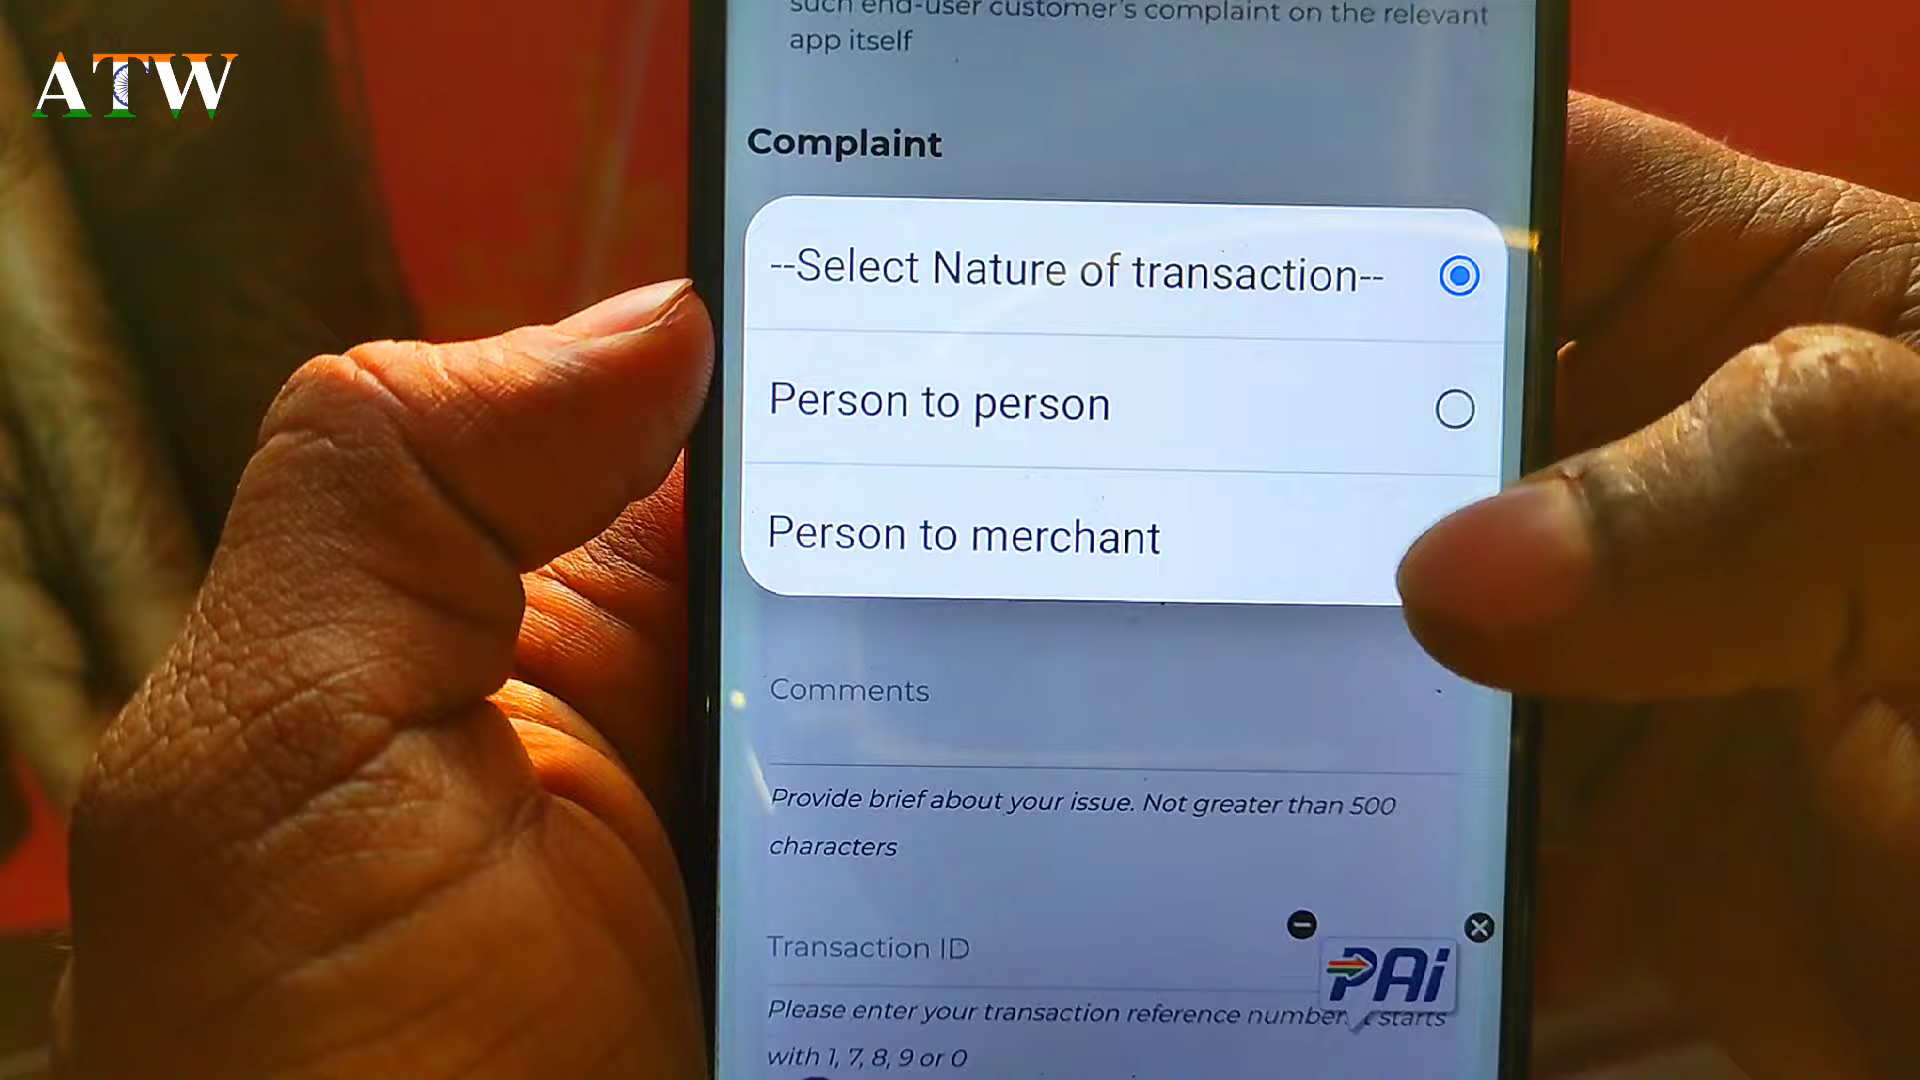 ATW
such end-user customer's complaint on the relevant
app itself
Complaint
--Select Nature of transaction--
Person to person
Person to merchant
Comments
Provide brief about your issue. Not greater than 500
characters
Transaction ID
PAi
Please enter your transaction reference number. starts
with 1, 7, 8, 9 or 0